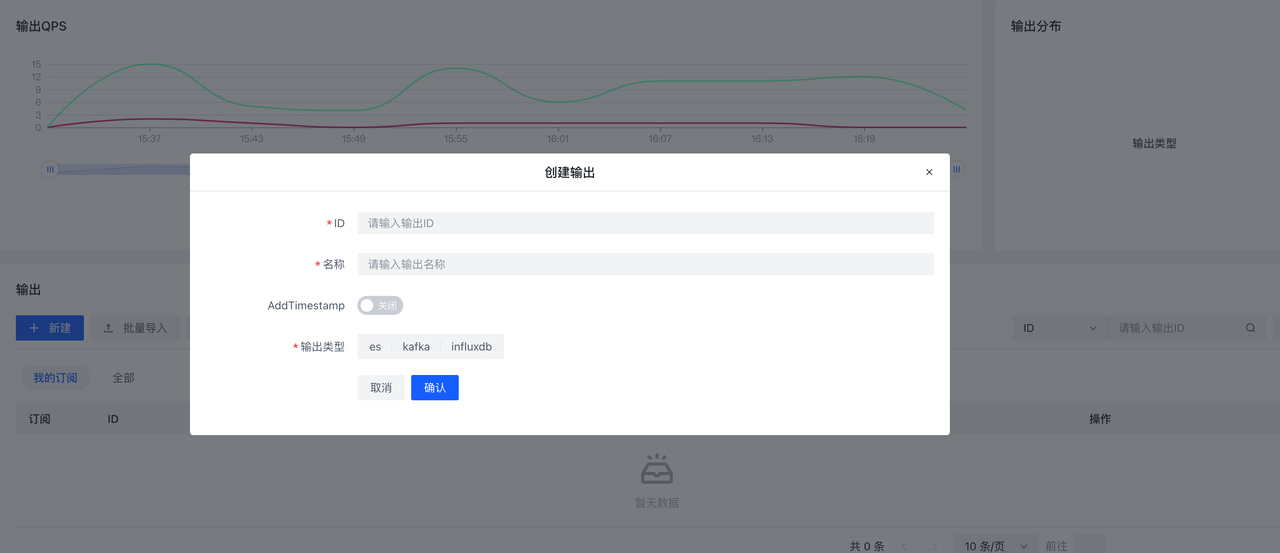 输出QPS
输出分布
15
12
9
6
3
0
15:37 15:43 15:49 15:55 16:01 16:07 16:13 16:19
输出类型
创建输出
* ID 请输入输出ID
* 名称 请输入输出名称
AddTimestamp 关闭
* 输出类型 es kafka influxdb
取消 确认
输出
新建 批量导入 ID 请输入输出ID
我的订阅 全部
订阅 ID 操作
暂无数据
共 0 条 10 条/页 前往